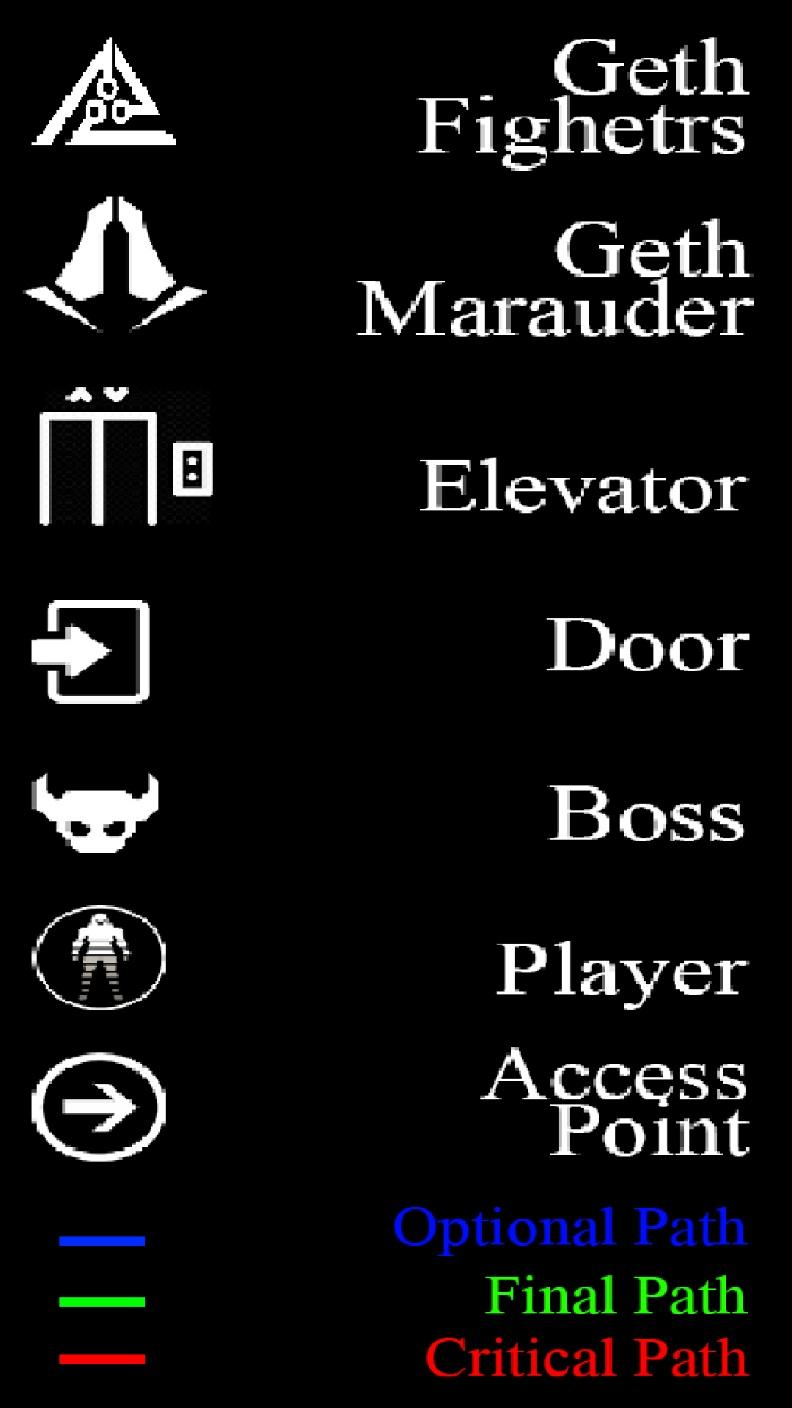 Geth
Fighetrs
Geth
Marauder
Elevator
Door
Boss
Player
Access
Point
Optional Path
Final Path
Critical Path